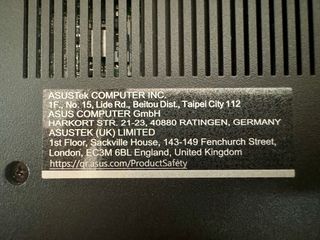 ASUSTek COMPUTER INC.
1F., No. 15, Lide Rd., Beitou Dist., Taipei City 112
ASUS COMPUTER GmbH
HARKORT STR. 21-23, 40880 RATINGEN, GERMANY
ASUSTEK (UK) LIMITED
1st Floor, Sackville House, 143-149 Fenchurch Street,
London, EC3M 6BL England, United Kingdom
https://qr.asus.com/ProductSafety